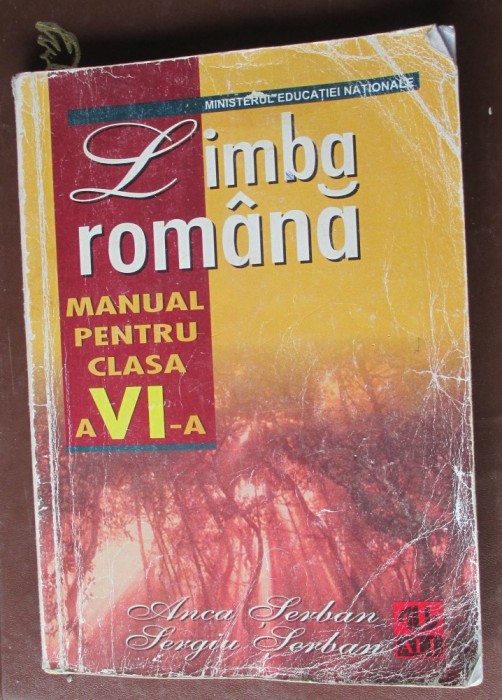 MINISTERUL EDUCAȚIEI NAȚIONALE
Limba
română
MANUAL
PENTRU
CLASA
A VI-A
Anca Șerban
Sergiu Șerban